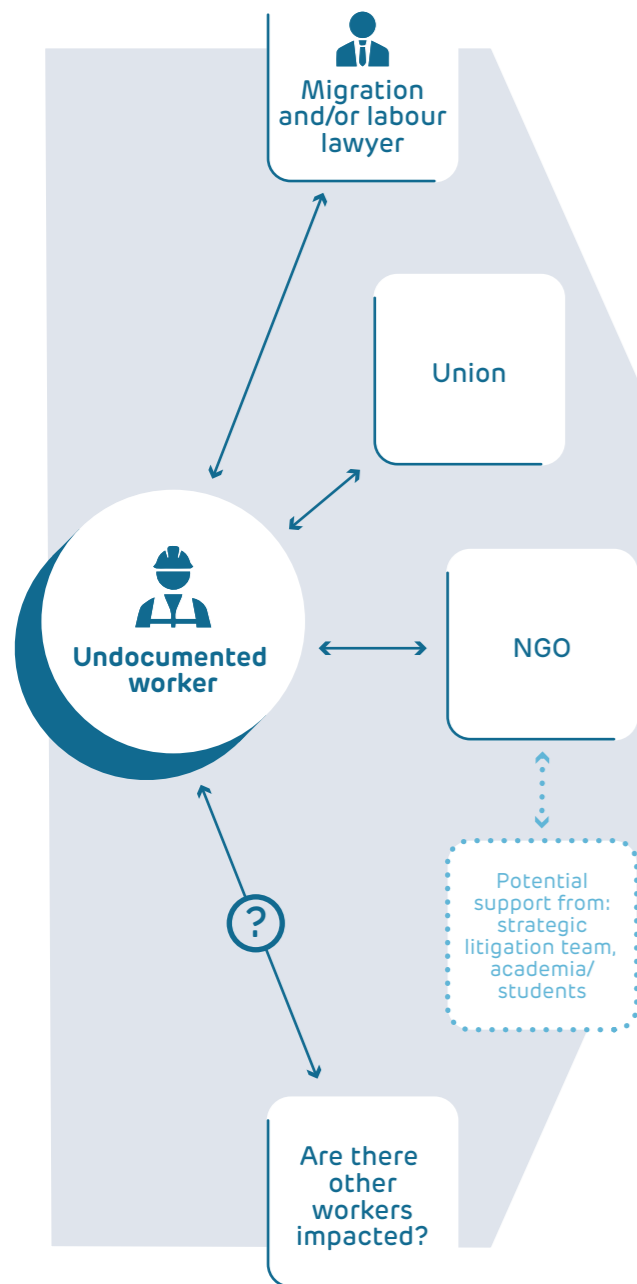 Migration
and/or labour
lawyer
Union
Undocumented
worker
NGO
Potential
support from:
strategic
litigation team,
academia/
students
?
Are there
other
workers
impacted?